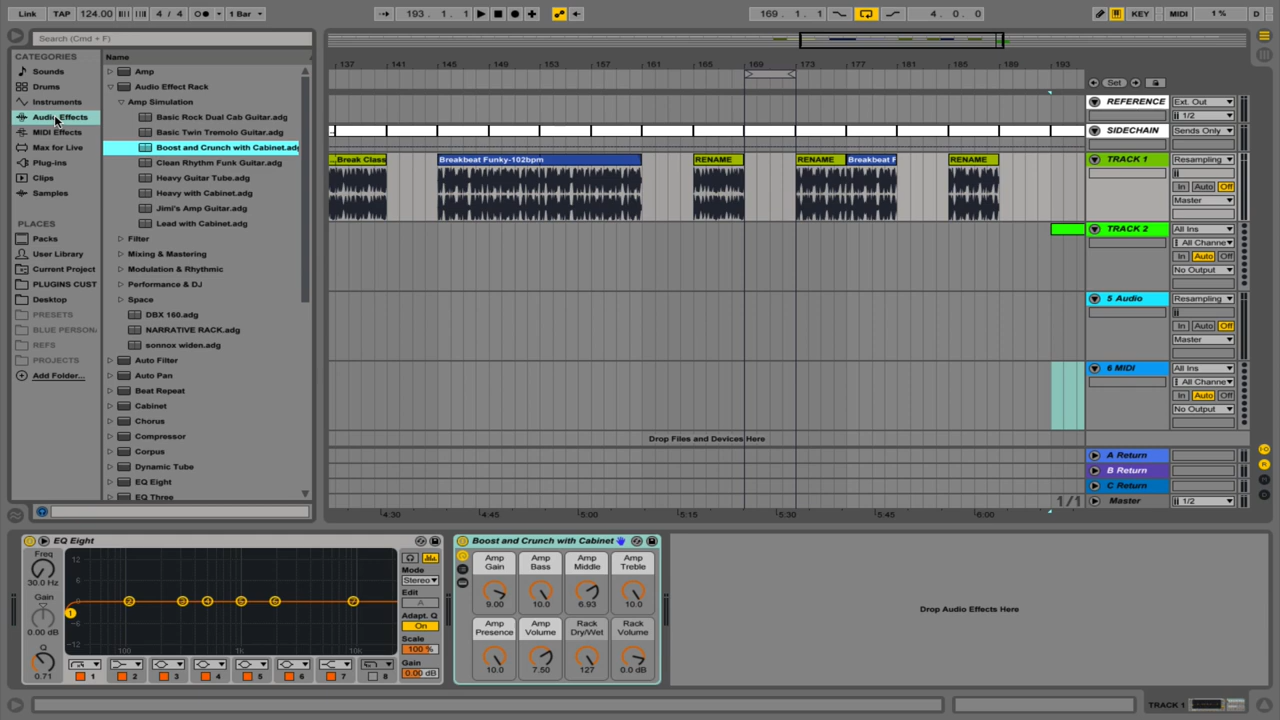 Link TAP 124.00 4 / 4 1 Bar 193. 1. 1 169. 1. 1 4. 0. 0 KEY MIDI 1 % D
Search (Cmd + F)
CATEGORIES
Sounds
Drums
Instruments
Audio Effects
MIDI Effects
Max for Live
Plug-ins
Clips
Samples
PLACES
Packs
User Library
Current Project
PLUGINS CUST
Desktop
PRESETS
BLUE PERSON
REFS
PROJECTS
Add Folder...
Name
Amp
Audio Effect Rack
Amp Simulation
Basic Rock Dual Cab Guitar.adg
Basic Twin Tremolo Guitar.adg
Boost and Crunch with Cabinet.adg
Clean Rhythm Funk Guitar.adg
Heavy Guitar Tube.adg
Heavy with Cabinet.adg
Jimi's Amp Guitar.adg
Lead with Cabinet.adg
Filter
Mixing & Mastering
Modulation & Rhythmic
Performance & DJ
Space
DBX 160.adg
NARRATIVE RACK.adg
sonnox widen.adg
Auto Filter
Auto Pan
Beat Repeat
Cabinet
Chorus
Compressor
Corpus
Dynamic Tube
EQ Eight
EQ Three
137 141 145 149 153 157 161 165 169 173 177 181 185 189 193
Set
Break Class Breakbeat Funky-102bpm RENAME RENAME Breakbeat F RENAME
Drop Files and Devices Here
1/1
4:30 4:45 5:00 5:15 5:30 5:45 6:00
REFERENCE Ext. Out
1/2
SIDECHAIN Sends Only
TRACK 1 Resampling
In Auto Off
Master
TRACK 2 All Ins
All Channe
In Auto Off
No Output
5 Audio Resampling
In Auto Off
Master
6 MIDI All Ins
All Channe
In Auto Off
No Output
A Return
B Return
C Return
Master 1/2
EQ Eight
Freq
30.0 Hz
Gain
0.00 dB
Q
0.71
12
6
0
-6
-12
100 1k 10k
1 2 3 4 5 6 7 8
Mode
Stereo
Edit
A
Adapt. Q
On
Scale
100 %
Gain
0.00 dB
Boost and Crunch with Cabinet
Amp Gain Amp Bass Amp Middle Amp Treble
9.00 10.0 6.93 10.0
Amp Presence Amp Volume Rack Dry/Wet Rack Volume
10.0 7.50 127 0.0 dB
Drop Audio Effects Here
TRACK 1